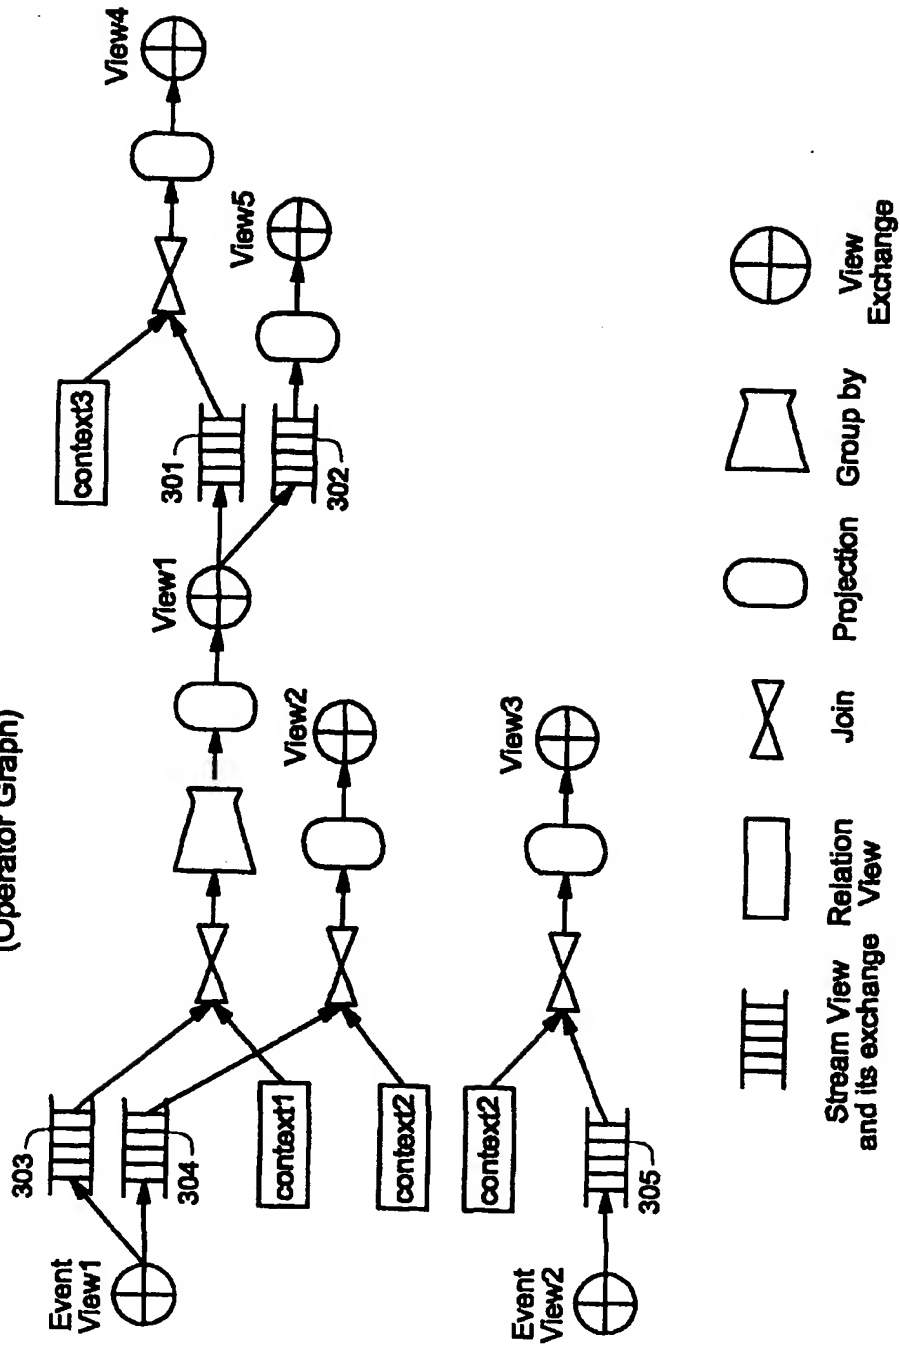 (Operator Graph)
Event
View1
303
304
context1
context2
View1
View2
context3
301
302
View4
View5
Event
View2
context2
305
View3
Stream View
and its exchange
Relation
View
Join
Projection
Group by
View
Exchange